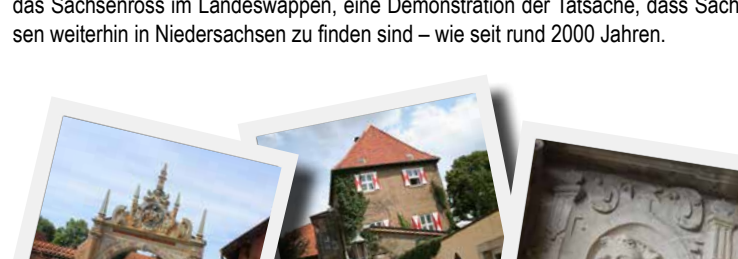 das Sachsenross im Landeswappen, eine Demonstration der Tatsache, dass Sach-
sen weiterhin in Niedersachsen zu finden sind – wie seit rund 2000 Jahren.